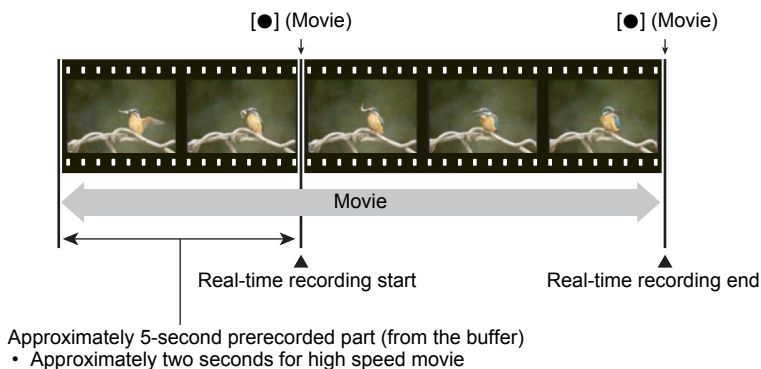 [●] (Movie) [●] (Movie)
Movie
Real-time recording start Real-time recording end
Approximately 5-second prerecorded part (from the buffer)
• Approximately two seconds for high speed movie